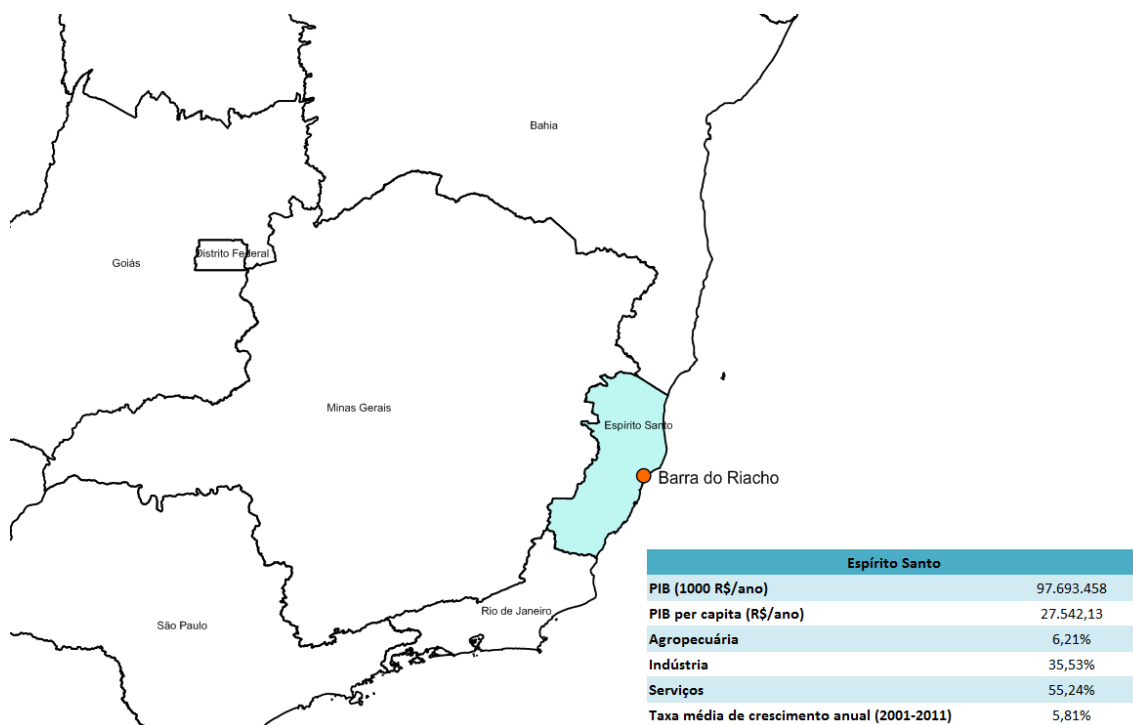 Bahia
Distrito Federal
Goiás
Minas Gerais
Espírito Santo
Barra do Riacho
Rio de Janeiro
São Paulo
Espírito Santo
PIB (1000 R$/ano) 97.693.458
PIB per capita (R$/ano) 27.542,13
Agropecuária 6,21%
Indústria 35,53%
Serviços 55,24%
Taxa média de crescimento anual (2001-2011) 5,81%